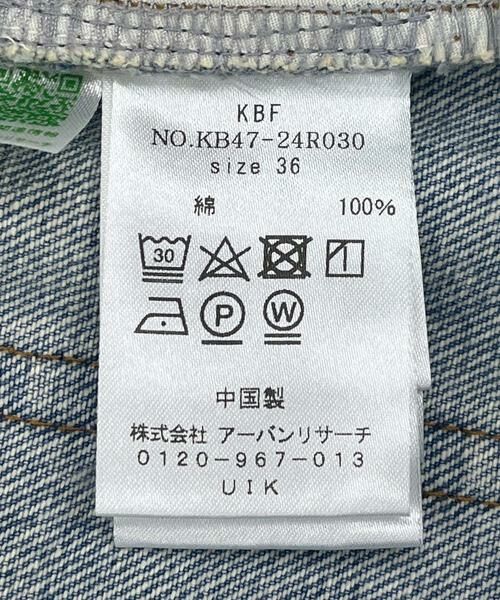 KBF
NO.KB47-24R030
size 36
綿 100%
30
P W
中国製
株式会社 アーバンリサーチ
0120-967-013
UIK